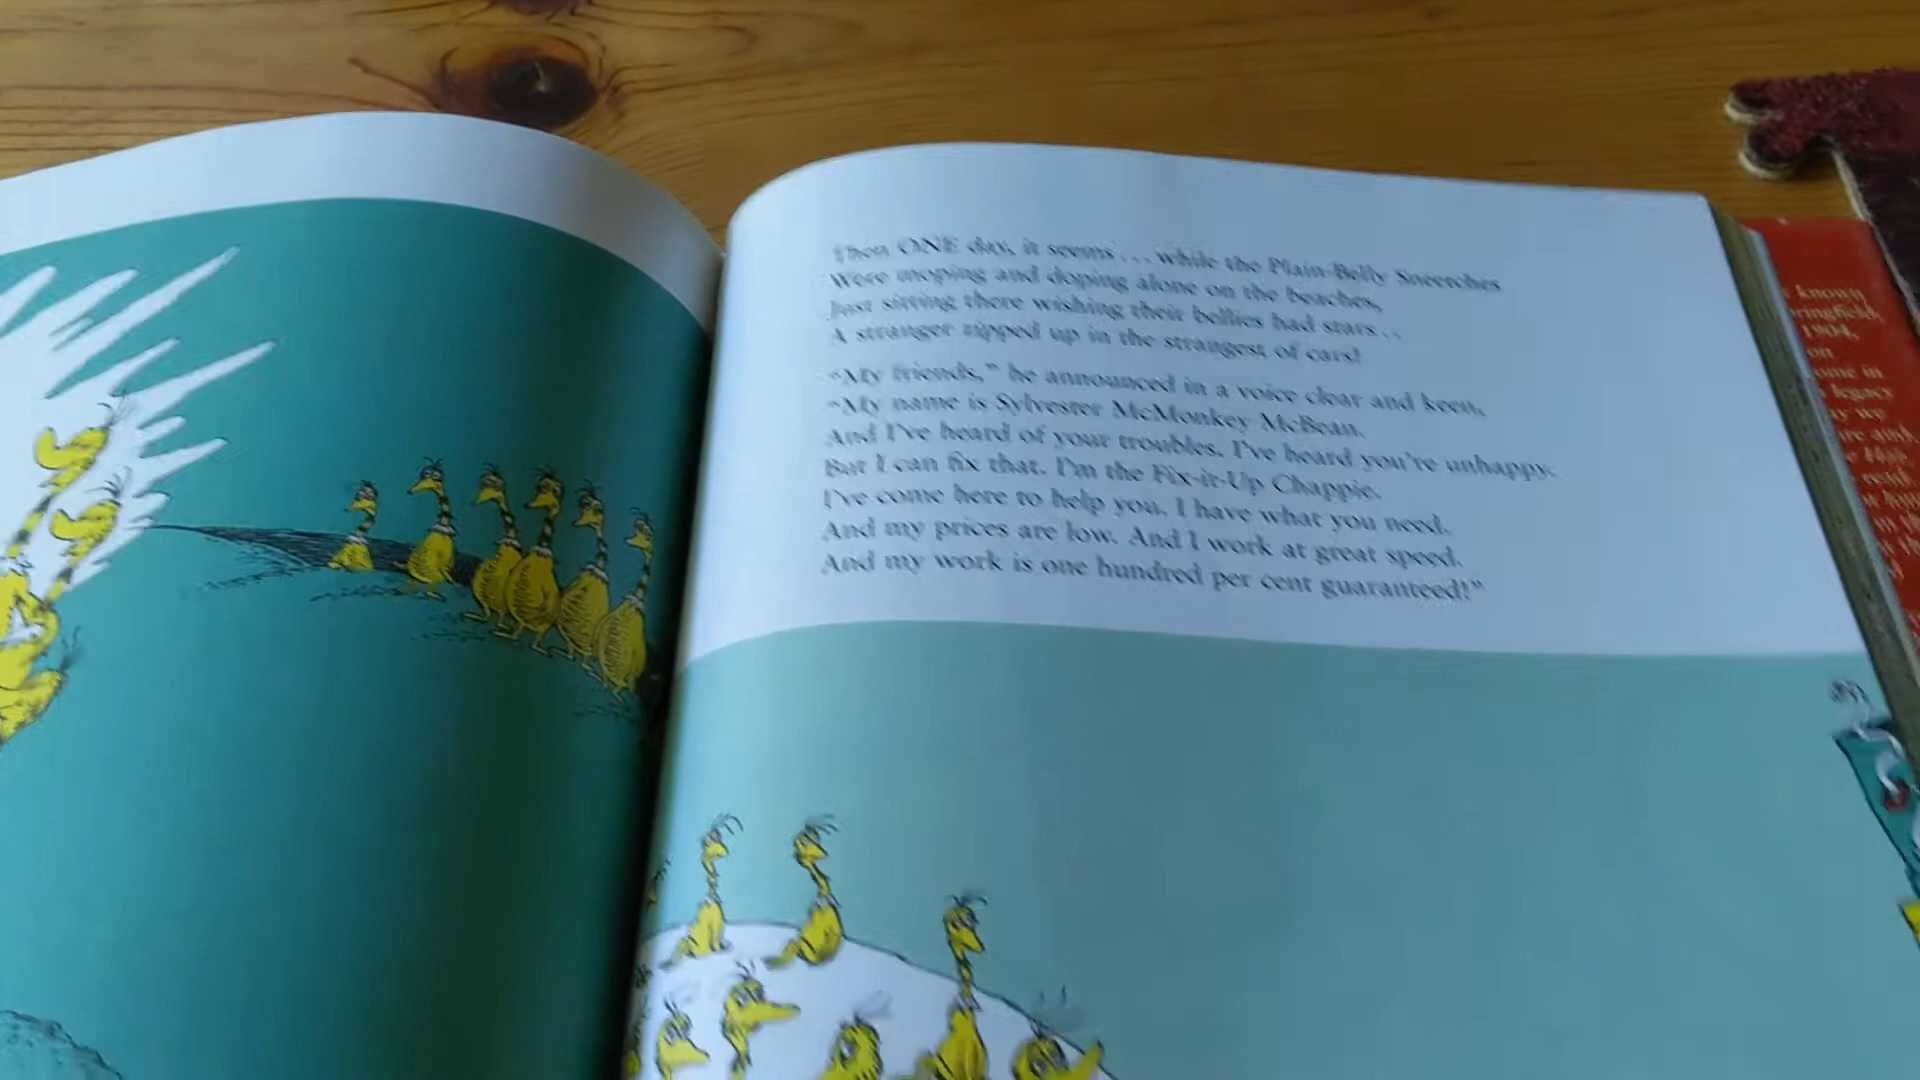 Then ONE day, it seems . . . while the Plain-Belly Sneetches
Were moping and doping alone on the beaches,
Just sitting there wishing their bellies had stars . . .
A stranger zipped up in the strangest of cars!
“My friends,” he announced in a voice clear and keen,
“My name is Sylvester McMonkey McBean.
And I’ve heard of your troubles. I’ve heard you’re unhappy.
But I can fix that. I’m the Fix-it-Up Chappie.
I’ve come here to help you. I have what you need.
And my prices are low. And I work at great speed.
And my work is one hundred per cent guaranteed!”
known
1904,
on
legacy